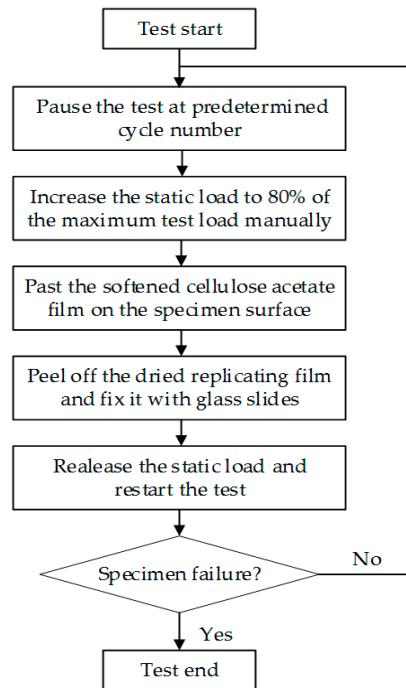 Test start
Pause the test at predetermined
cycle number
Increase the static load to 80% of
the maximum test load manually
Past the softened cellulose acetate
film on the specimen surface
Peel off the dried replicating film
and fix it with glass slides
Realease the static load and
restart the test
Specimen failure?
No
Yes
Test end